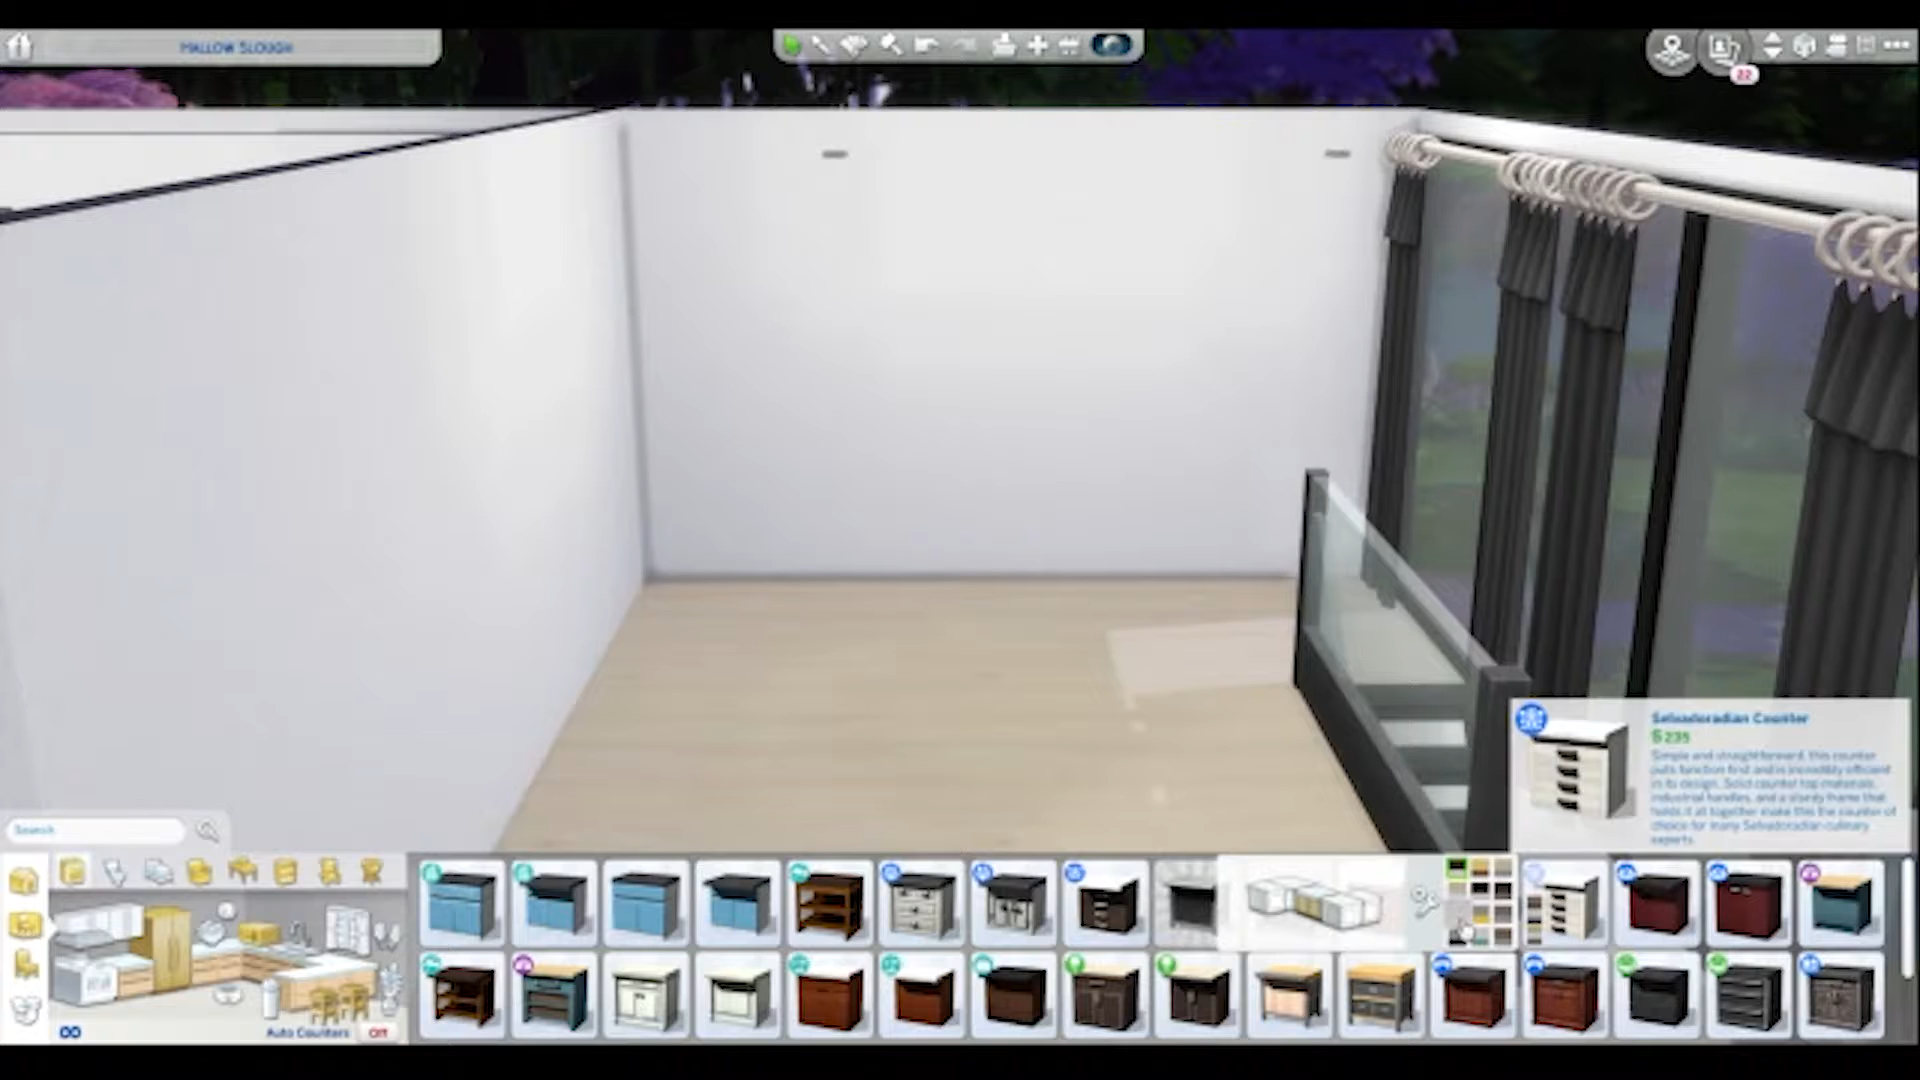 MALLOW SLOUGH
22
Selvadoradian Counter
§235
Simple and straightforward, this counter
puts function first and is incredibly efficient
in its design. Solid counter top materials,
industrial handles, and a sturdy frame that
holds it all together make this the counter of
choice for many Selvadoradian culinary
experts.
Search
Auto Counters Off